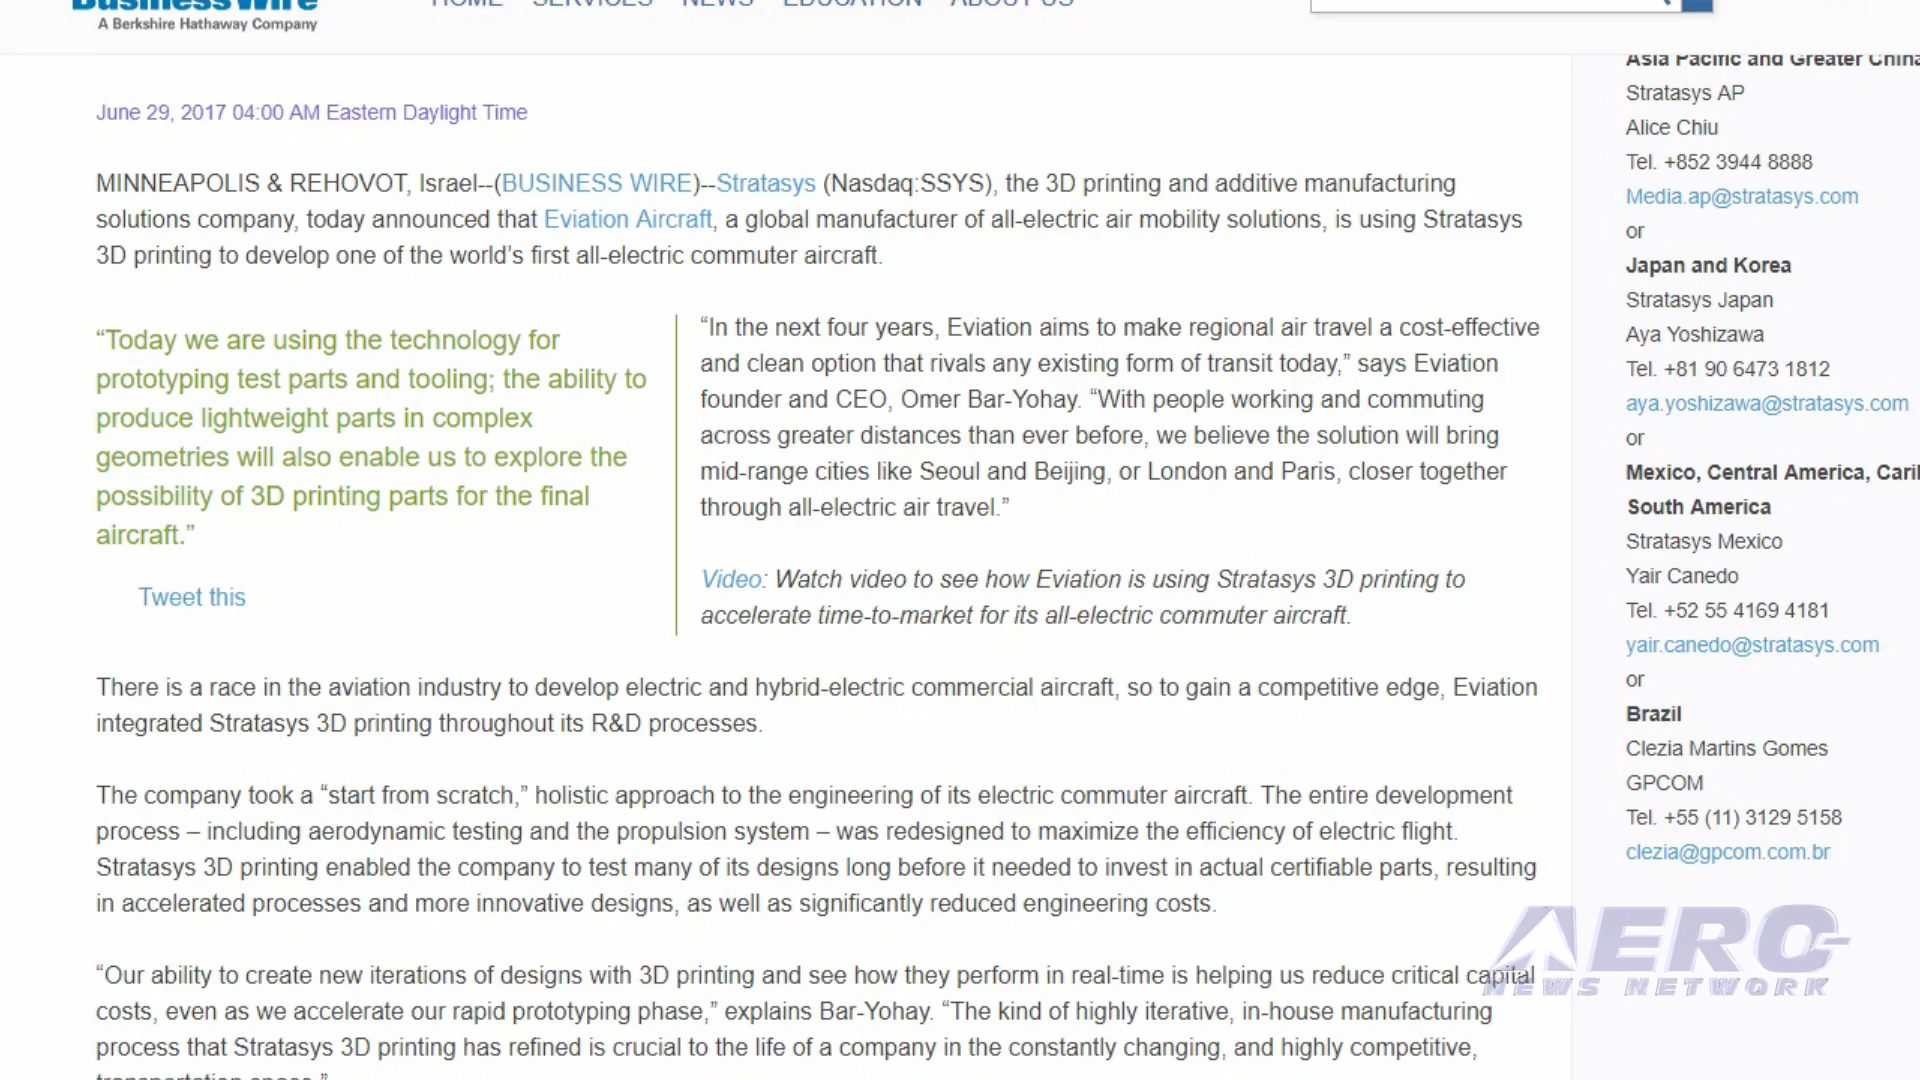 BusinessWire
A Berkshire Hathaway Company
HOME SERVICES NEWS EDUCATION ABOUT US
June 29, 2017 04:00 AM Eastern Daylight Time
MINNEAPOLIS & REHOVOT, Israel--(BUSINESS WIRE)--Stratasys (Nasdaq:SSYS), the 3D printing and additive manufacturing
solutions company, today announced that Eviation Aircraft, a global manufacturer of all-electric air mobility solutions, is using Stratasys
3D printing to develop one of the world’s first all-electric commuter aircraft.
“Today we are using the technology for
prototyping test parts and tooling; the ability to
produce lightweight parts in complex
geometries will also enable us to explore the
possibility of 3D printing parts for the final
aircraft.”
Tweet this
“In the next four years, Eviation aims to make regional air travel a cost-effective
and clean option that rivals any existing form of transit today,” says Eviation
founder and CEO, Omer Bar-Yohay. “With people working and commuting
across greater distances than ever before, we believe the solution will bring
mid-range cities like Seoul and Beijing, or London and Paris, closer together
through all-electric air travel.”
Video: Watch video to see how Eviation is using Stratasys 3D printing to
accelerate time-to-market for its all-electric commuter aircraft.
There is a race in the aviation industry to develop electric and hybrid-electric commercial aircraft, so to gain a competitive edge, Eviation
integrated Stratasys 3D printing throughout its R&D processes.
The company took a “start from scratch,” holistic approach to the engineering of its electric commuter aircraft. The entire development
process – including aerodynamic testing and the propulsion system – was redesigned to maximize the efficiency of electric flight.
Stratasys 3D printing enabled the company to test many of its designs long before it needed to invest in actual certifiable parts, resulting
in accelerated processes and more innovative designs, as well as significantly reduced engineering costs.
“Our ability to create new iterations of designs with 3D printing and see how they perform in real-time is helping us reduce critical capital
costs, even as we accelerate our rapid prototyping phase,” explains Bar-Yohay. “The kind of highly iterative, in-house manufacturing
process that Stratasys 3D printing has refined is crucial to the life of a company in the constantly changing, and highly competitive,
transportation space.”
Asia Pacific and Greater China
Stratasys AP
Alice Chiu
Tel. +852 3944 8888
Media.ap@stratasys.com
or
Japan and Korea
Stratasys Japan
Aya Yoshizawa
Tel. +81 90 6473 1812
aya.yoshizawa@stratasys.com
or
Mexico, Central America, Cari
South America
Stratasys Mexico
Yair Canedo
Tel. +52 55 4169 4181
yair.canedo@stratasys.com
or
Brazil
Clezia Martins Gomes
GPCOM
Tel. +55 (11) 3129 5158
clezia@gpcom.com.br
AERO-
NEWS NETWORK